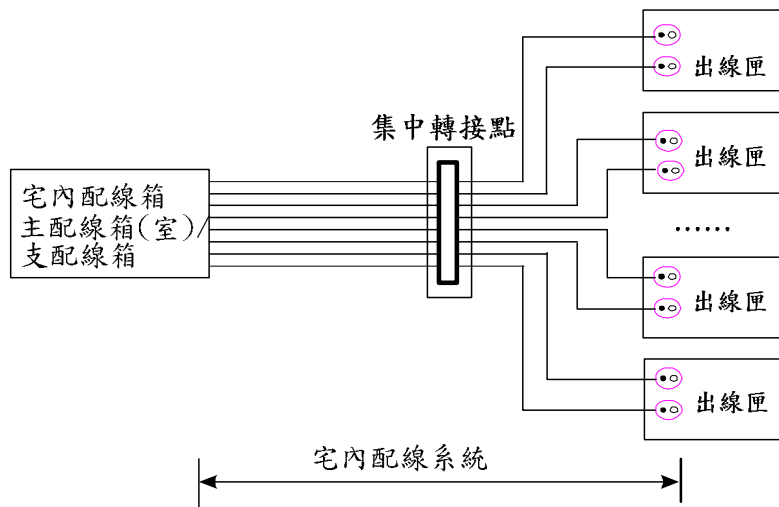 出線匣
集中轉接點
出線匣
宅內配線箱
主配線箱(室)/
支配線箱
……
出線匣
出線匣
宅內配線系統